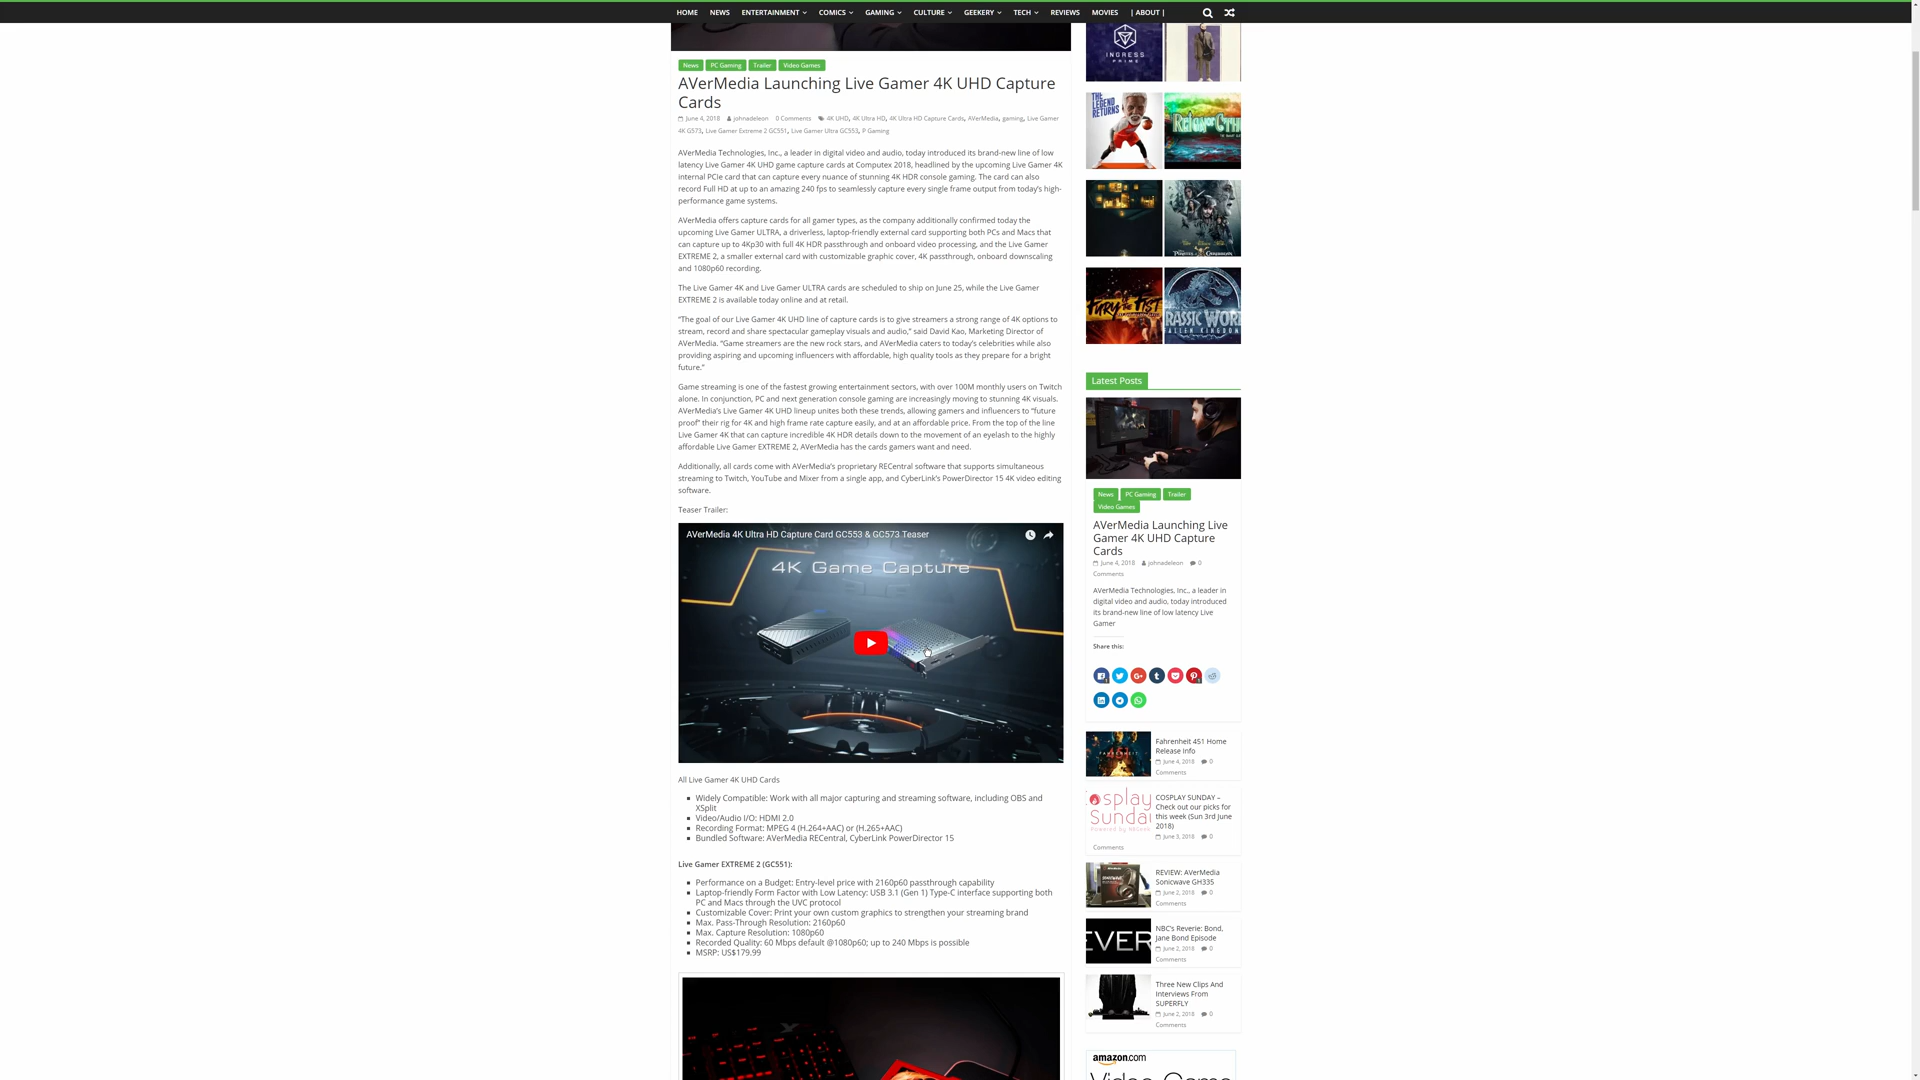 HOME NEWS ENTERTAINMENT COMICS GAMING CULTURE GEEKERY TECH REVIEWS MOVIES | ABOUT |
News PC Gaming Trailer Video Games
AVerMedia Launching Live Gamer 4K UHD Capture
Cards
June 4, 2018 johnadeleon 0 Comments 4K UHD, 4K Ultra HD, 4K Ultra HD Capture Cards, AVerMedia, gaming, Live Gamer
4K G573, Live Gamer Extreme 2 GC551, Live Gamer Ultra GC553, P Gaming
AVerMedia Technologies, Inc., a leader in digital video and audio, today introduced its brand-new line of low
latency Live Gamer 4K UHD game capture cards at Computex 2018, headlined by the upcoming Live Gamer 4K
internal PCIe card that can capture every nuance of stunning 4K HDR console gaming. The card can also
record Full HD at up to an amazing 240 fps to seamlessly capture every single frame output from today's high-
performance game systems.
AVerMedia offers capture cards for all gamer types, as the company additionally confirmed today the
upcoming Live Gamer ULTRA, a driverless, laptop-friendly external card supporting both PCs and Macs that
can capture up to 4Kp30 with full 4K HDR passthrough and onboard video processing, and the Live Gamer
EXTREME 2, a smaller external card with customizable graphic cover, 4K passthrough, onboard downscaling
and 1080p60 recording.
The Live Gamer 4K and Live Gamer ULTRA cards are scheduled to ship on June 25, while the Live Gamer
EXTREME 2 is available today online and at retail.
“The goal of our Live Gamer 4K UHD line of capture cards is to give streamers a strong range of 4K options to
stream, record and share spectacular gameplay visuals and audio,” said David Kao, Marketing Director of
AVerMedia. “Game streamers are the new rock stars, and AVerMedia caters to today's celebrities while also
providing aspiring and upcoming influencers with affordable, high quality tools as they prepare for a bright
future.”
Game streaming is one of the fastest growing entertainment sectors, with over 100M monthly users on Twitch
alone. In conjunction, PC and next generation console gaming are increasingly moving to stunning 4K visuals.
AVerMedia's Live Gamer 4K UHD lineup unites both these trends, allowing gamers and influencers to “future
proof” their rig for 4K and high frame rate capture easily, and at an affordable price. From the top of the line
Live Gamer 4K that can capture incredible 4K HDR details down to the movement of an eyelash to the highly
affordable Live Gamer EXTREME 2, AVerMedia has the cards gamers want and need.
Additionally, all cards come with AVerMedia's proprietary RECentral software that supports simultaneous
streaming to Twitch, YouTube and Mixer from a single app, and CyberLink's PowerDirector 15 4K video editing
software.
Teaser Trailer:
AVerMedia 4K Ultra HD Capture Card GC553 & GC573 Teaser
4K Game Capture
All Live Gamer 4K UHD Cards
Widely Compatible: Work with all major capturing and streaming software, including OBS and
XSplit
Video/Audio I/O: HDMI 2.0
Recording Format: MPEG 4 (H.264+AAC) or (H.265+AAC)
Bundled Software: AVerMedia RECentral, CyberLink PowerDirector 15
Live Gamer EXTREME 2 (GC551):
Performance on a Budget: Entry-level price with 2160p60 passthrough capability
Laptop-friendly Form Factor with Low Latency: USB 3.1 (Gen 1) Type-C interface supporting both
PC and Macs through the UVC protocol
Customizable Cover: Print your own custom graphics to strengthen your streaming brand
Max. Pass-Through Resolution: 2160p60
Max. Capture Resolution: 1080p60
Recorded Quality: 60 Mbps default @1080p60; up to 240 Mbps is possible
MSRP: US$179.99
INGRESS
PRIME
THE LEGEND
RETURNS
FURY OF THE FIST
JURASSIC WORLD
FALLEN KINGDOM
Latest Posts
News PC Gaming Trailer
Video Games
AVerMedia Launching Live
Gamer 4K UHD Capture
Cards
June 4, 2018 johnadeleon 0
Comments
AVerMedia Technologies, Inc., a leader in
digital video and audio, today introduced
its brand-new line of low latency Live
Gamer
Share this:
Fahrenheit 451 Home
Release Info
June 4, 2018 0
Comments
osplay
Sunda
COSPLAY SUNDAY –
Check out our picks for
this week (Sun 3rd June
2018)
June 3, 2018 0
Comments
REVIEW: AVerMedia
Sonicwave GH335
June 2, 2018 0
Comments
EVER
NBC's Reverie: Bond,
Jane Bond Episode
June 2, 2018 0
Comments
Three New Clips And
Interviews From
SUPERFLY
June 2, 2018 0
Comments
amazon.com
Video Game